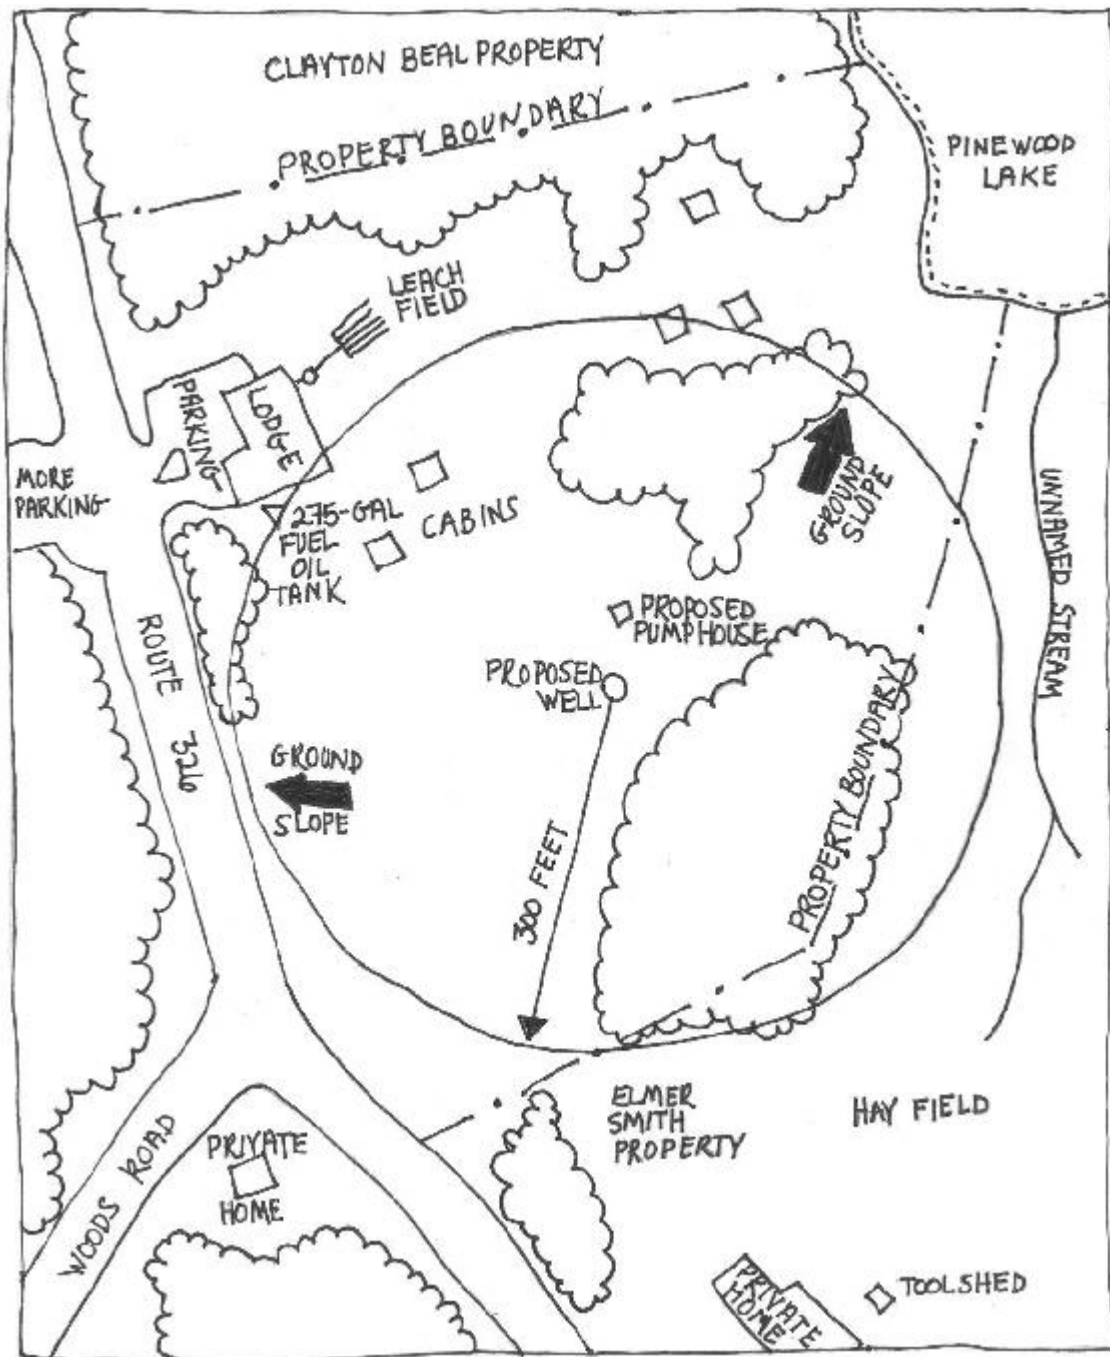 CLAYTON BEAL PROPERTY
PROPERTY BOUNDARY
PINEWOOD
LAKE
LEACH
FIELD
PARKING
LODGE
MORE
PARKING
275-GAL
FUEL
OIL
TANK
CABINS
GROUND
SLOPE
UNNAMED STREAM
ROUTE 326
PROPOSED
PUMPHOUSE
PROPOSED
WELL
GROUND
SLOPE
300 FEET
PROPERTY BOUNDARY
ELMER
SMITH
PROPERTY
HAY FIELD
WOODS ROAD
PRIVATE
HOME
PRIVATE
HOME
PRIVATE
TOOLSHED